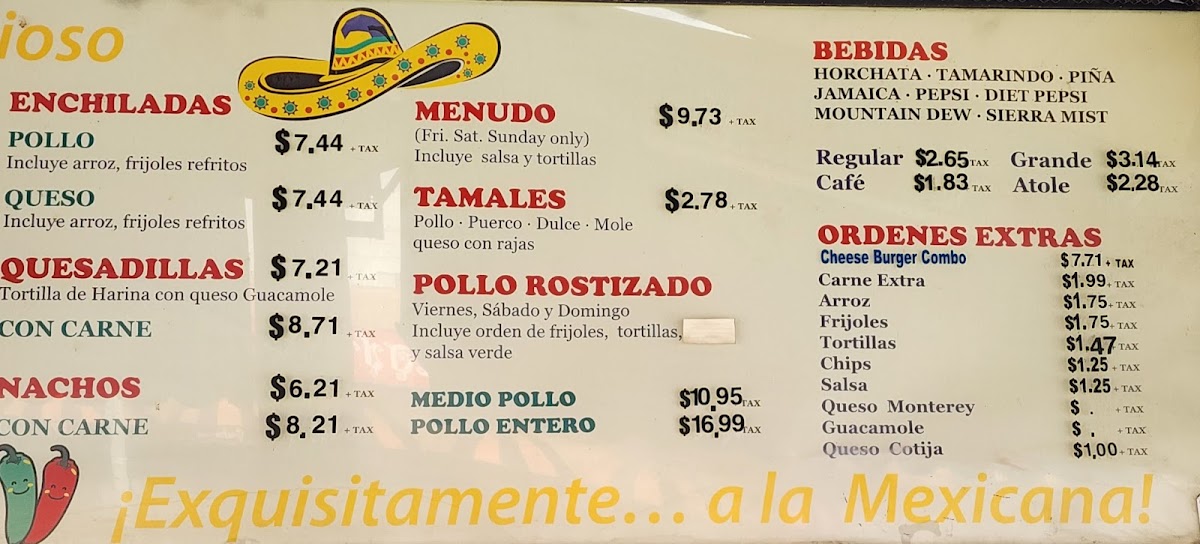 ioso
ENCHILADAS
POLLO $7.44 + TAX
Incluye arroz, frijoles refritos
QUESO $7.44 + TAX
Incluye arroz, frijoles refritos
QUESADILLAS $7.21 + TAX
Tortilla de Harina con queso Guacamole
CON CARNE $8.71 + TAX
NACHOS $6.21 + TAX
CON CARNE $8.21 + TAX
MENUDO $9.73 + TAX
(Fri. Sat. Sunday only)
Incluye salsa y tortillas
TAMALES $2.78 + TAX
Pollo · Puerco · Dulce · Mole
queso con rajas
POLLO ROSTIZADO
Viernes, Sábado y Domingo
Incluye orden de frijoles, tortillas,
y salsa verde
MEDIO POLLO $10.95 TAX
POLLO ENTERO $16.99 TAX
BEBIDAS
HORCHATA · TAMARINDO · PIÑA
JAMAICA · PEPSI · DIET PEPSI
MOUNTAIN DEW · SIERRA MIST
Regular $2.65 TAX Grande $3.14 TAX
Café $1.83 TAX Atole $2.28 TAX
ORDENES EXTRAS
Cheese Burger Combo $7.71 + TAX
Carne Extra $1.99 + TAX
Arroz $1.75 + TAX
Frijoles $1.75 + TAX
Tortillas $1.47 TAX
Chips $1.25 + TAX
Salsa $1.25 + TAX
Queso Monterey $ . + TAX
Guacamole $ . + TAX
Queso Cotija $1,00 + TAX
¡Exquisitamente... a la Mexicana!